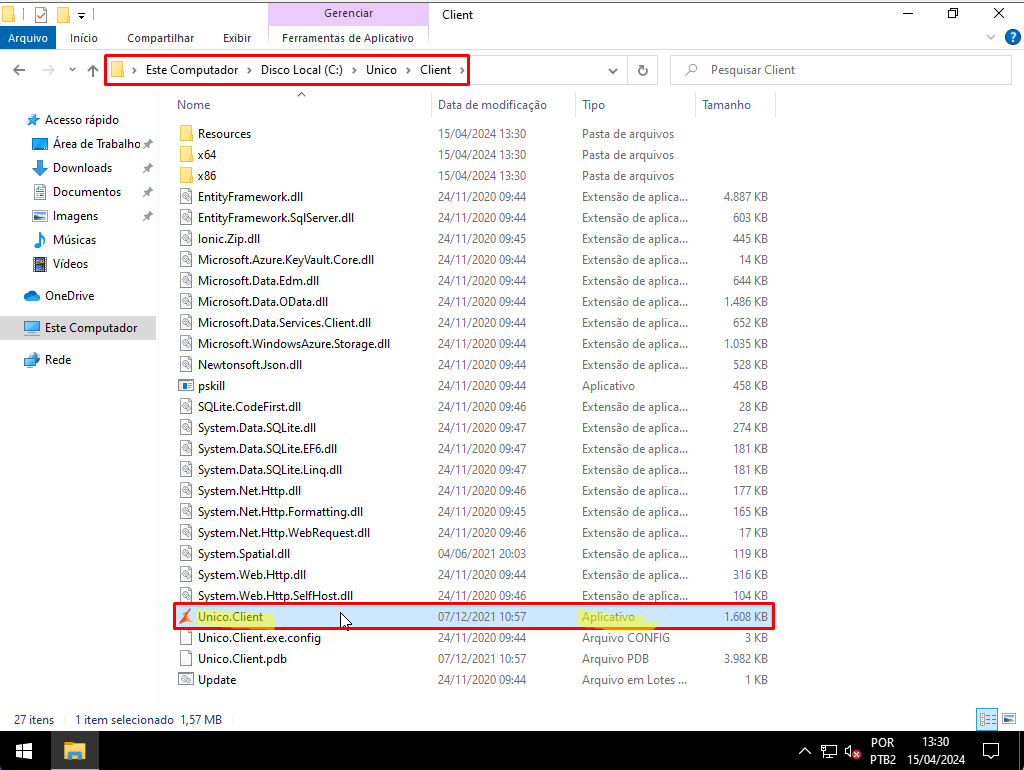 Gerenciar
Client
Arquivo
Início
Compartilhar
Exibir
Ferramentas de Aplicativo
Este Computador
Disco Local (C:)
Unico
Client
Pesquisar Client
Nome
Data de modificação
Tipo
Tamanho
Acesso rápido
Área de Trabalho
Downloads
Documentos
Imagens
Músicas
Vídeos
OneDrive
Este Computador
Rede
Resources 15/04/2024 13:30 Pasta de arquivos
x64 15/04/2024 13:30 Pasta de arquivos
x86 15/04/2024 13:30 Pasta de arquivos
EntityFramework.dll 24/11/2020 09:44 Extensão de aplica... 4.887 KB
EntityFramework.SqlServer.dll 24/11/2020 09:44 Extensão de aplica... 603 KB
Ionic.Zip.dll 24/11/2020 09:45 Extensão de aplica... 445 KB
Microsoft.Azure.KeyVault.Core.dll 24/11/2020 09:44 Extensão de aplica... 14 KB
Microsoft.Data.Edm.dll 24/11/2020 09:44 Extensão de aplica... 644 KB
Microsoft.Data.OData.dll 24/11/2020 09:44 Extensão de aplica... 1.486 KB
Microsoft.Data.Services.Client.dll 24/11/2020 09:44 Extensão de aplica... 652 KB
Microsoft.WindowsAzure.Storage.dll 24/11/2020 09:44 Extensão de aplica... 1.035 KB
Newtonsoft.Json.dll 24/11/2020 09:44 Extensão de aplica... 528 KB
pskill 24/11/2020 09:44 Aplicativo 458 KB
SQLite.CodeFirst.dll 24/11/2020 09:46 Extensão de aplica... 28 KB
System.Data.SQLite.dll 24/11/2020 09:47 Extensão de aplica... 274 KB
System.Data.SQLite.EF6.dll 24/11/2020 09:47 Extensão de aplica... 181 KB
System.Data.SQLite.Linq.dll 24/11/2020 09:47 Extensão de aplica... 181 KB
System.Net.Http.dll 24/11/2020 09:46 Extensão de aplica... 177 KB
System.Net.Http.Formatting.dll 24/11/2020 09:45 Extensão de aplica... 165 KB
System.Net.Http.WebRequest.dll 24/11/2020 09:46 Extensão de aplica... 17 KB
System.Spatial.dll 04/06/2021 20:03 Extensão de aplica... 119 KB
System.Web.Http.dll 24/11/2020 09:44 Extensão de aplica... 316 KB
System.Web.Http.SelfHost.dll 24/11/2020 09:46 Extensão de aplica... 104 KB
Unico.Client 07/12/2021 10:57 Aplicativo 1.608 KB
Unico.Client.exe.config 24/11/2020 09:44 Arquivo CONFIG 3 KB
Unico.Client.pdb 07/12/2021 10:57 Arquivo PDB 3.982 KB
Update 24/11/2020 09:44 Arquivo em Lotes ... 1 KB
27 itens
1 item selecionado 1,57 MB
POR
PTB2
13:30
15/04/2024